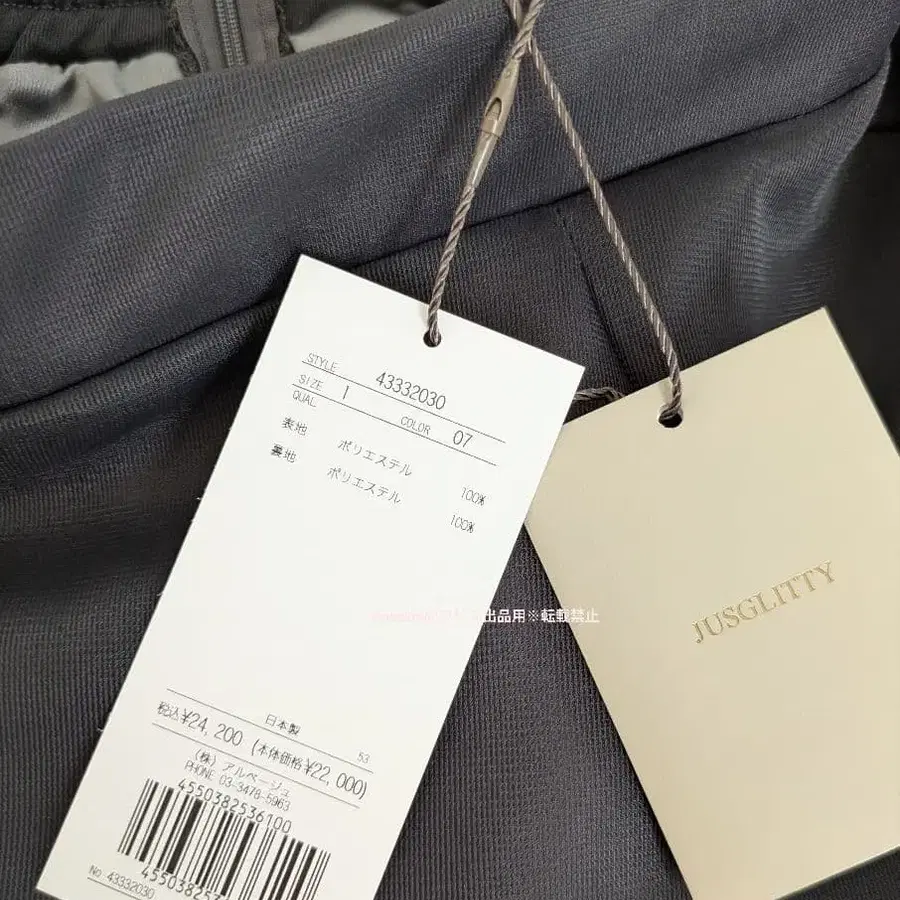 STYLE 43332030
SIZE 1 COLOR 07
QUAL
表地 ポリエステル 100%
裏地 ポリエステル 100%
出品用※転載禁止
JUSGLITTY
日本製 53
税込¥24,200 (本体価格¥22,000)
(株) アルページュ
PHONE 03-3478-5963
4550382536100
No 43332030